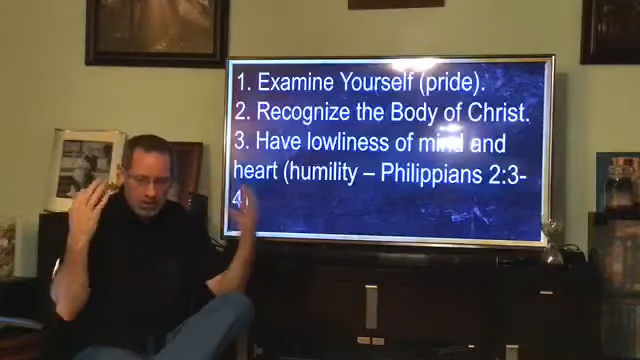 1. Examine Yourself (pride).
2. Recognize the Body of Christ.
3. Have lowliness of mind and
heart (humility – Philippians 2:3-
4)